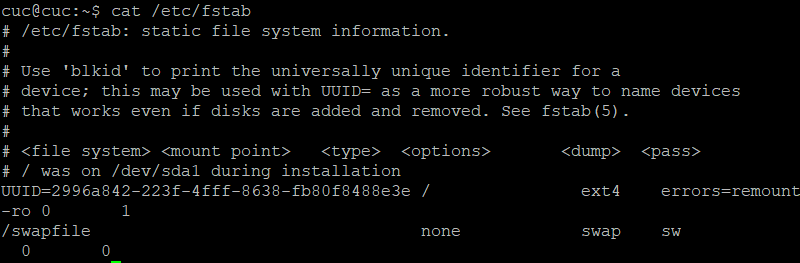 cuc@cuc:~$ cat /etc/fstab
# /etc/fstab: static file system information.
#
# Use 'blkid' to print the universally unique identifier for a
# device; this may be used with UUID= as a more robust way to name devices
# that works even if disks are added and removed. See fstab(5).
#
# <file system> <mount point>   <type>  <options>       <dump>  <pass>
# / was on /dev/sda1 during installation
UUID=2996a842-223f-4fff-8638-fb80f8488e3e /               ext4    errors=remount
-ro 0       1
/swapfile                                 none            swap    sw
  0       0